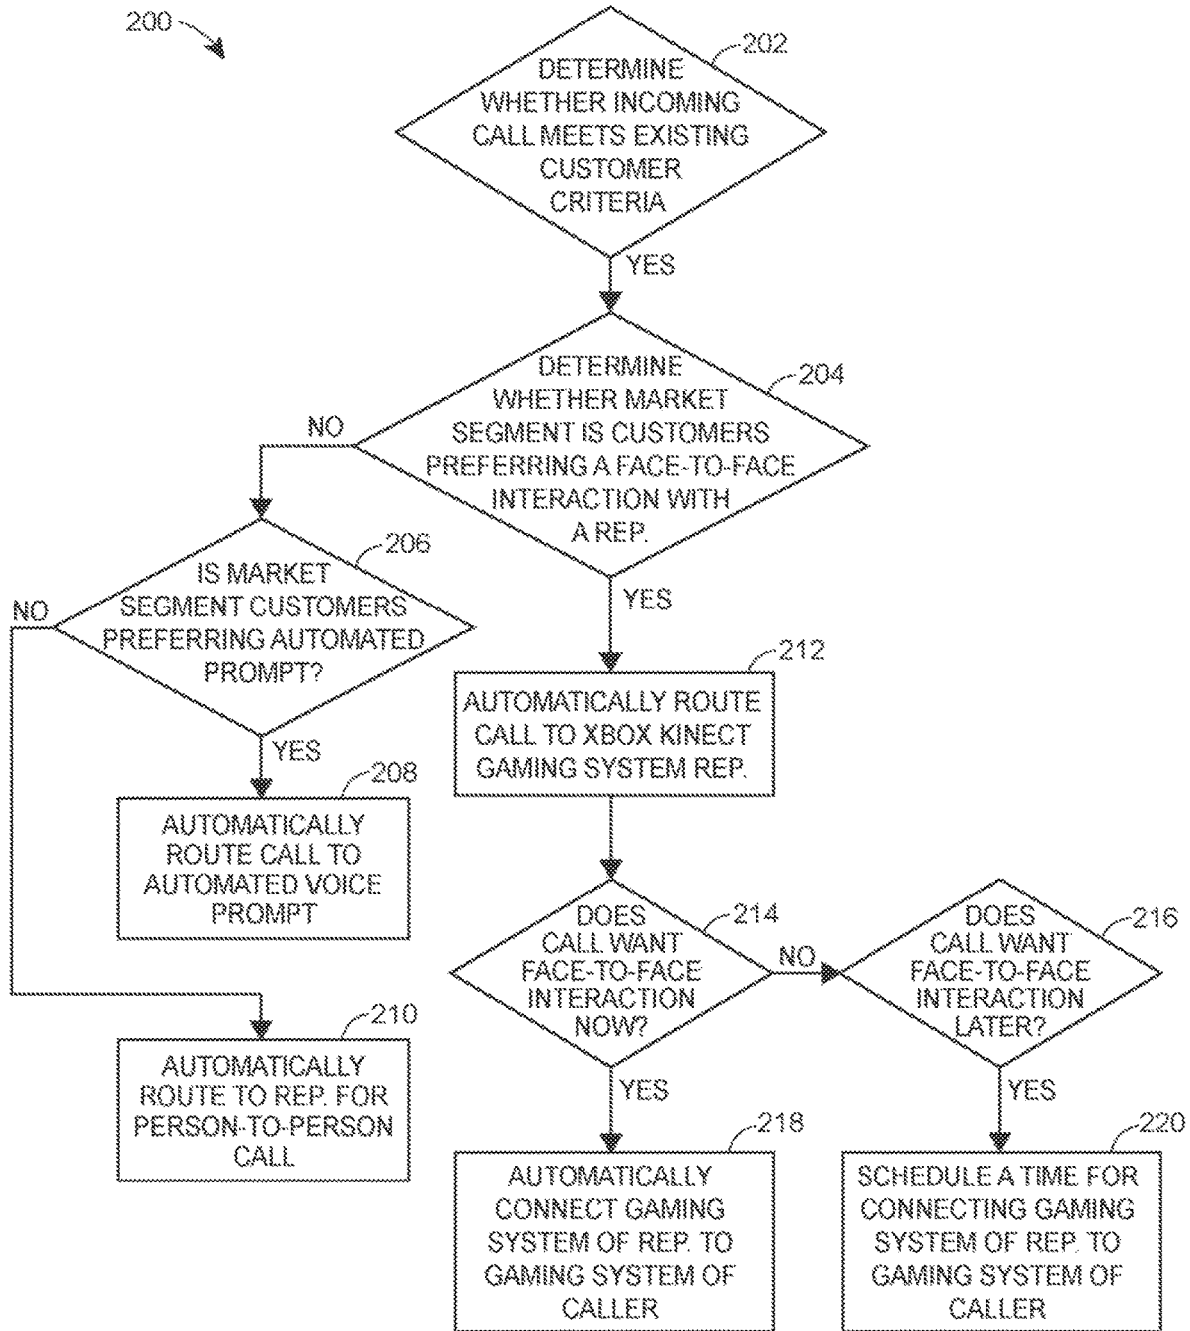 200
202
DETERMINE
WHETHER INCOMING
CALL MEETS EXISTING
CUSTOMER
CRITERIA
YES
204
DETERMINE
WHETHER MARKET
SEGMENT IS CUSTOMERS
PREFERRING A FACE-TO-FACE
INTERACTION WITH
A REP.
NO
YES
206
IS MARKET
SEGMENT CUSTOMERS
PREFERRING AUTOMATED
PROMPT?
NO
YES
208
AUTOMATICALLY
ROUTE CALL TO
AUTOMATED VOICE
PROMPT
210
AUTOMATICALLY
ROUTE TO REP. FOR
PERSON-TO-PERSON
CALL
212
AUTOMATICALLY ROUTE
CALL TO XBOX KINECT
GAMING SYSTEM REP.
214
DOES
CALL WANT
FACE-TO-FACE
INTERACTION
NOW?
NO
YES
216
DOES
CALL WANT
FACE-TO-FACE
INTERACTION
LATER?
YES
218
AUTOMATICALLY
CONNECT GAMING
SYSTEM OF REP. TO
GAMING SYSTEM OF
CALLER
220
SCHEDULE A TIME FOR
CONNECTING GAMING
SYSTEM OF REP. TO
GAMING SYSTEM OF
CALLER